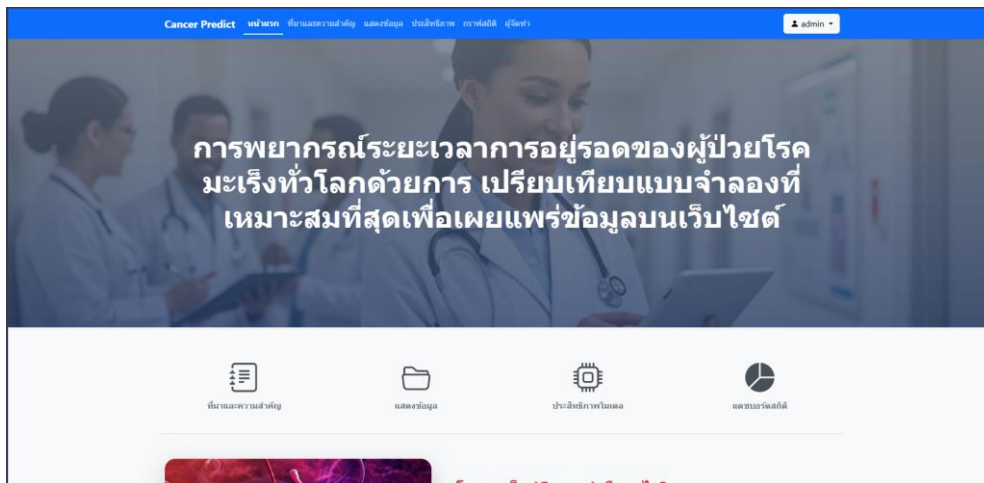 Cancer Predict หน้าแรก ที่มาและความสำคัญ แสดงข้อมูล ประสิทธิภาพ กราฟสถิติ ผู้จัดทำ admin
การพยากรณ์ระยะเวลาการอยู่รอดของผู้ป่วยโรค
มะเร็งทั่วโลกด้วยการ เปรียบเทียบแบบจำลองที่
เหมาะสมที่สุดเพื่อเผยแพร่ข้อมูลบนเว็บไซต์
ที่มาและความสำคัญ แสดงข้อมูล ประสิทธิภาพโมเดล แดชบอร์ดสถิติ